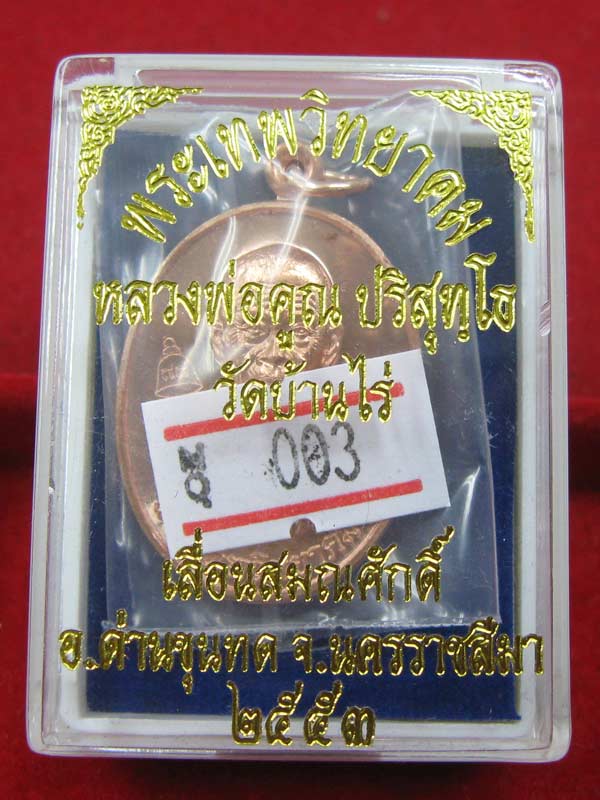 พระเทพวิทยาคม
หลวงพ่อคูณ ปริสุทฺโธ
วัดบ้านไร่
003
เลื่อนสมณศักดิ์
อ.ด่านขุนทด จ.นครราชสีมา
๒๕๕๓